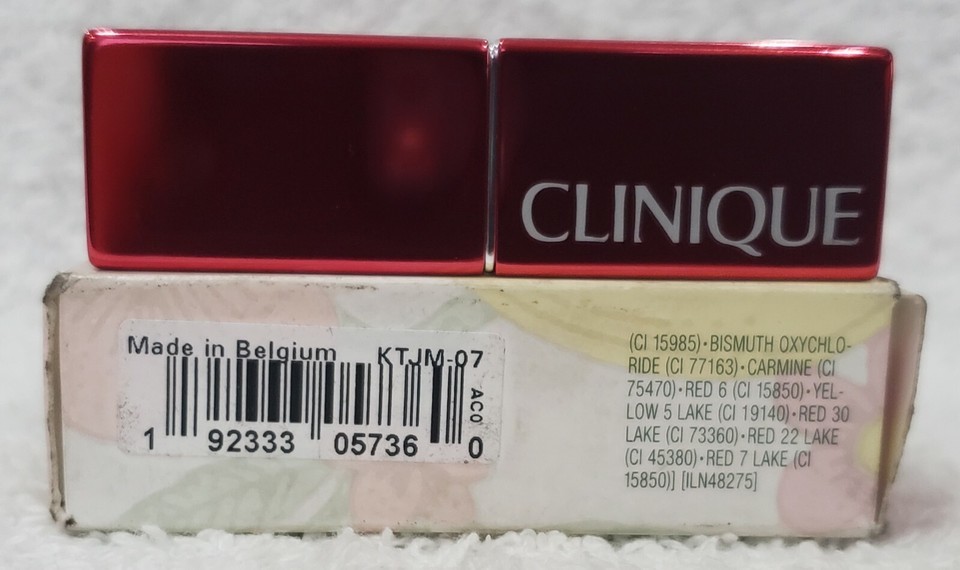 CLINIQUE
Made in Belgium KTJM-07
AC0
1 92333 05736 0
(CI 15985)•BISMUTH OXYCHLO-
RIDE (CI 77163)•CARMINE (CI
75470)•RED 6 (CI 15850)•YEL-
LOW 5 LAKE (CI 19140)•RED 30
LAKE (CI 73360)•RED 22 LAKE
(CI 45380)•RED 7 LAKE (CI
15850)] [ILN48275]